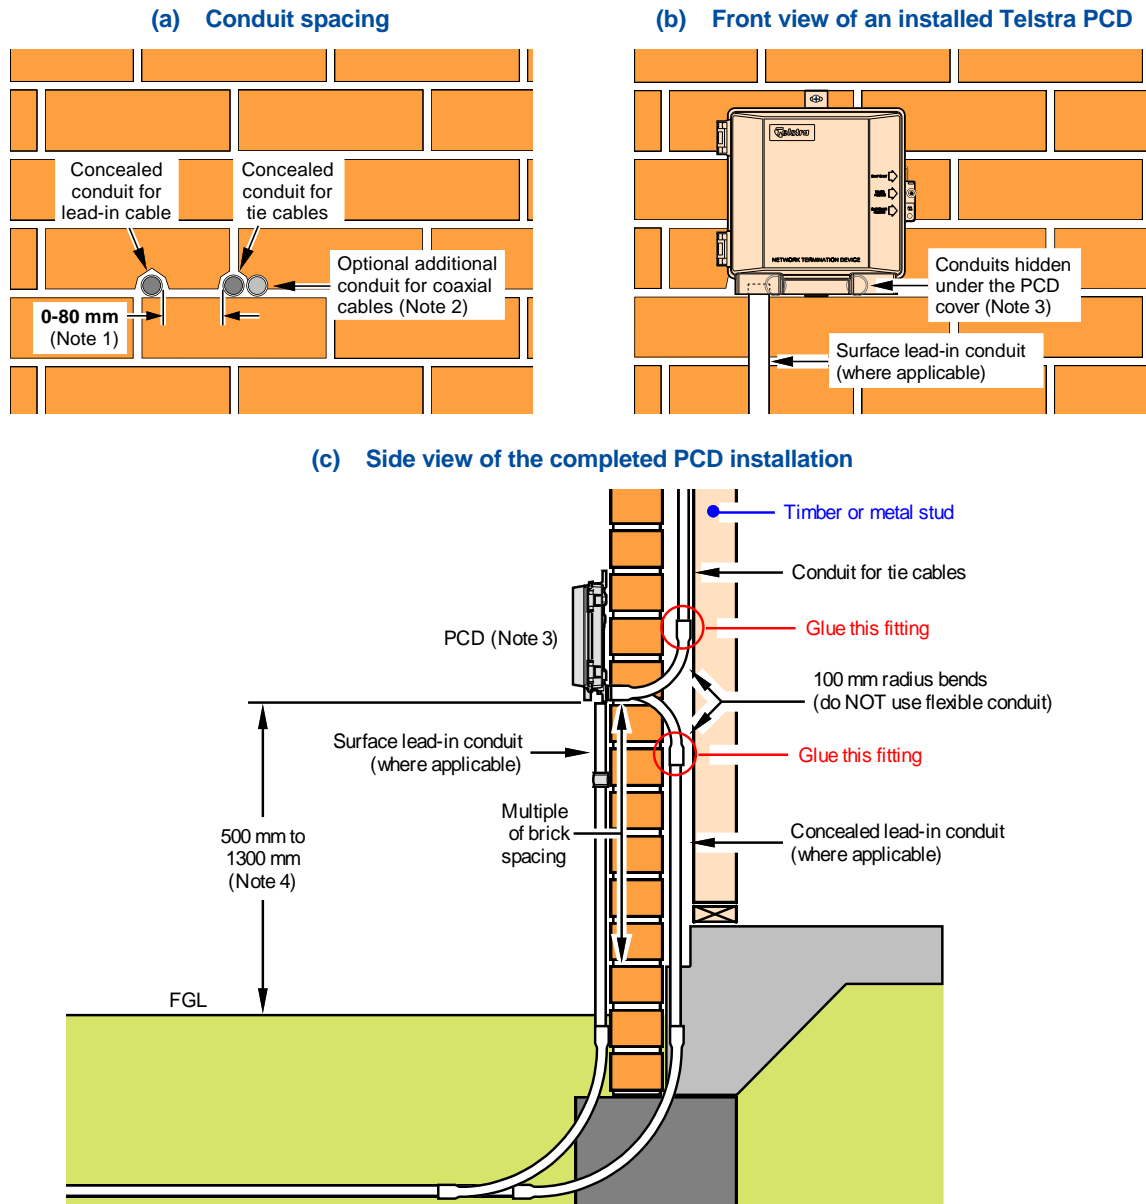 (a) Conduit spacing
Concealed
conduit for
lead-in cable
Concealed
conduit for
tie cables
Optional additional
conduit for coaxial
cables (Note 2)
0-80 mm
(Note 1)
(b) Front view of an installed Telstra PCD
Telstra
NETWORK TERMINATION DEVICE
Conduits hidden
under the PCD
cover (Note 3)
Surface lead-in conduit
(where applicable)
(c) Side view of the completed PCD installation
Timber or metal stud
Conduit for tie cables
Glue this fitting
PCD (Note 3)
100 mm radius bends
(do NOT use flexible conduit)
Surface lead-in conduit
(where applicable)
Glue this fitting
Multiple
of brick
spacing
Concealed lead-in conduit
(where applicable)
500 mm to
1300 mm
(Note 4)
FGL